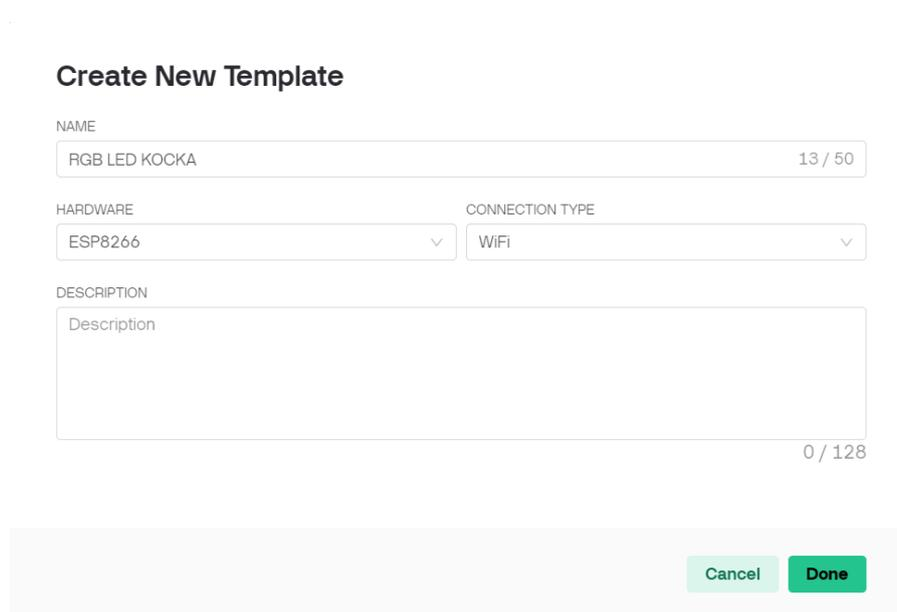 Create New Template
NAME
RGB LED KOCKA 13 / 50
HARDWARE CONNECTION TYPE
ESP8266 WiFi
DESCRIPTION
Description
0 / 128
Cancel Done